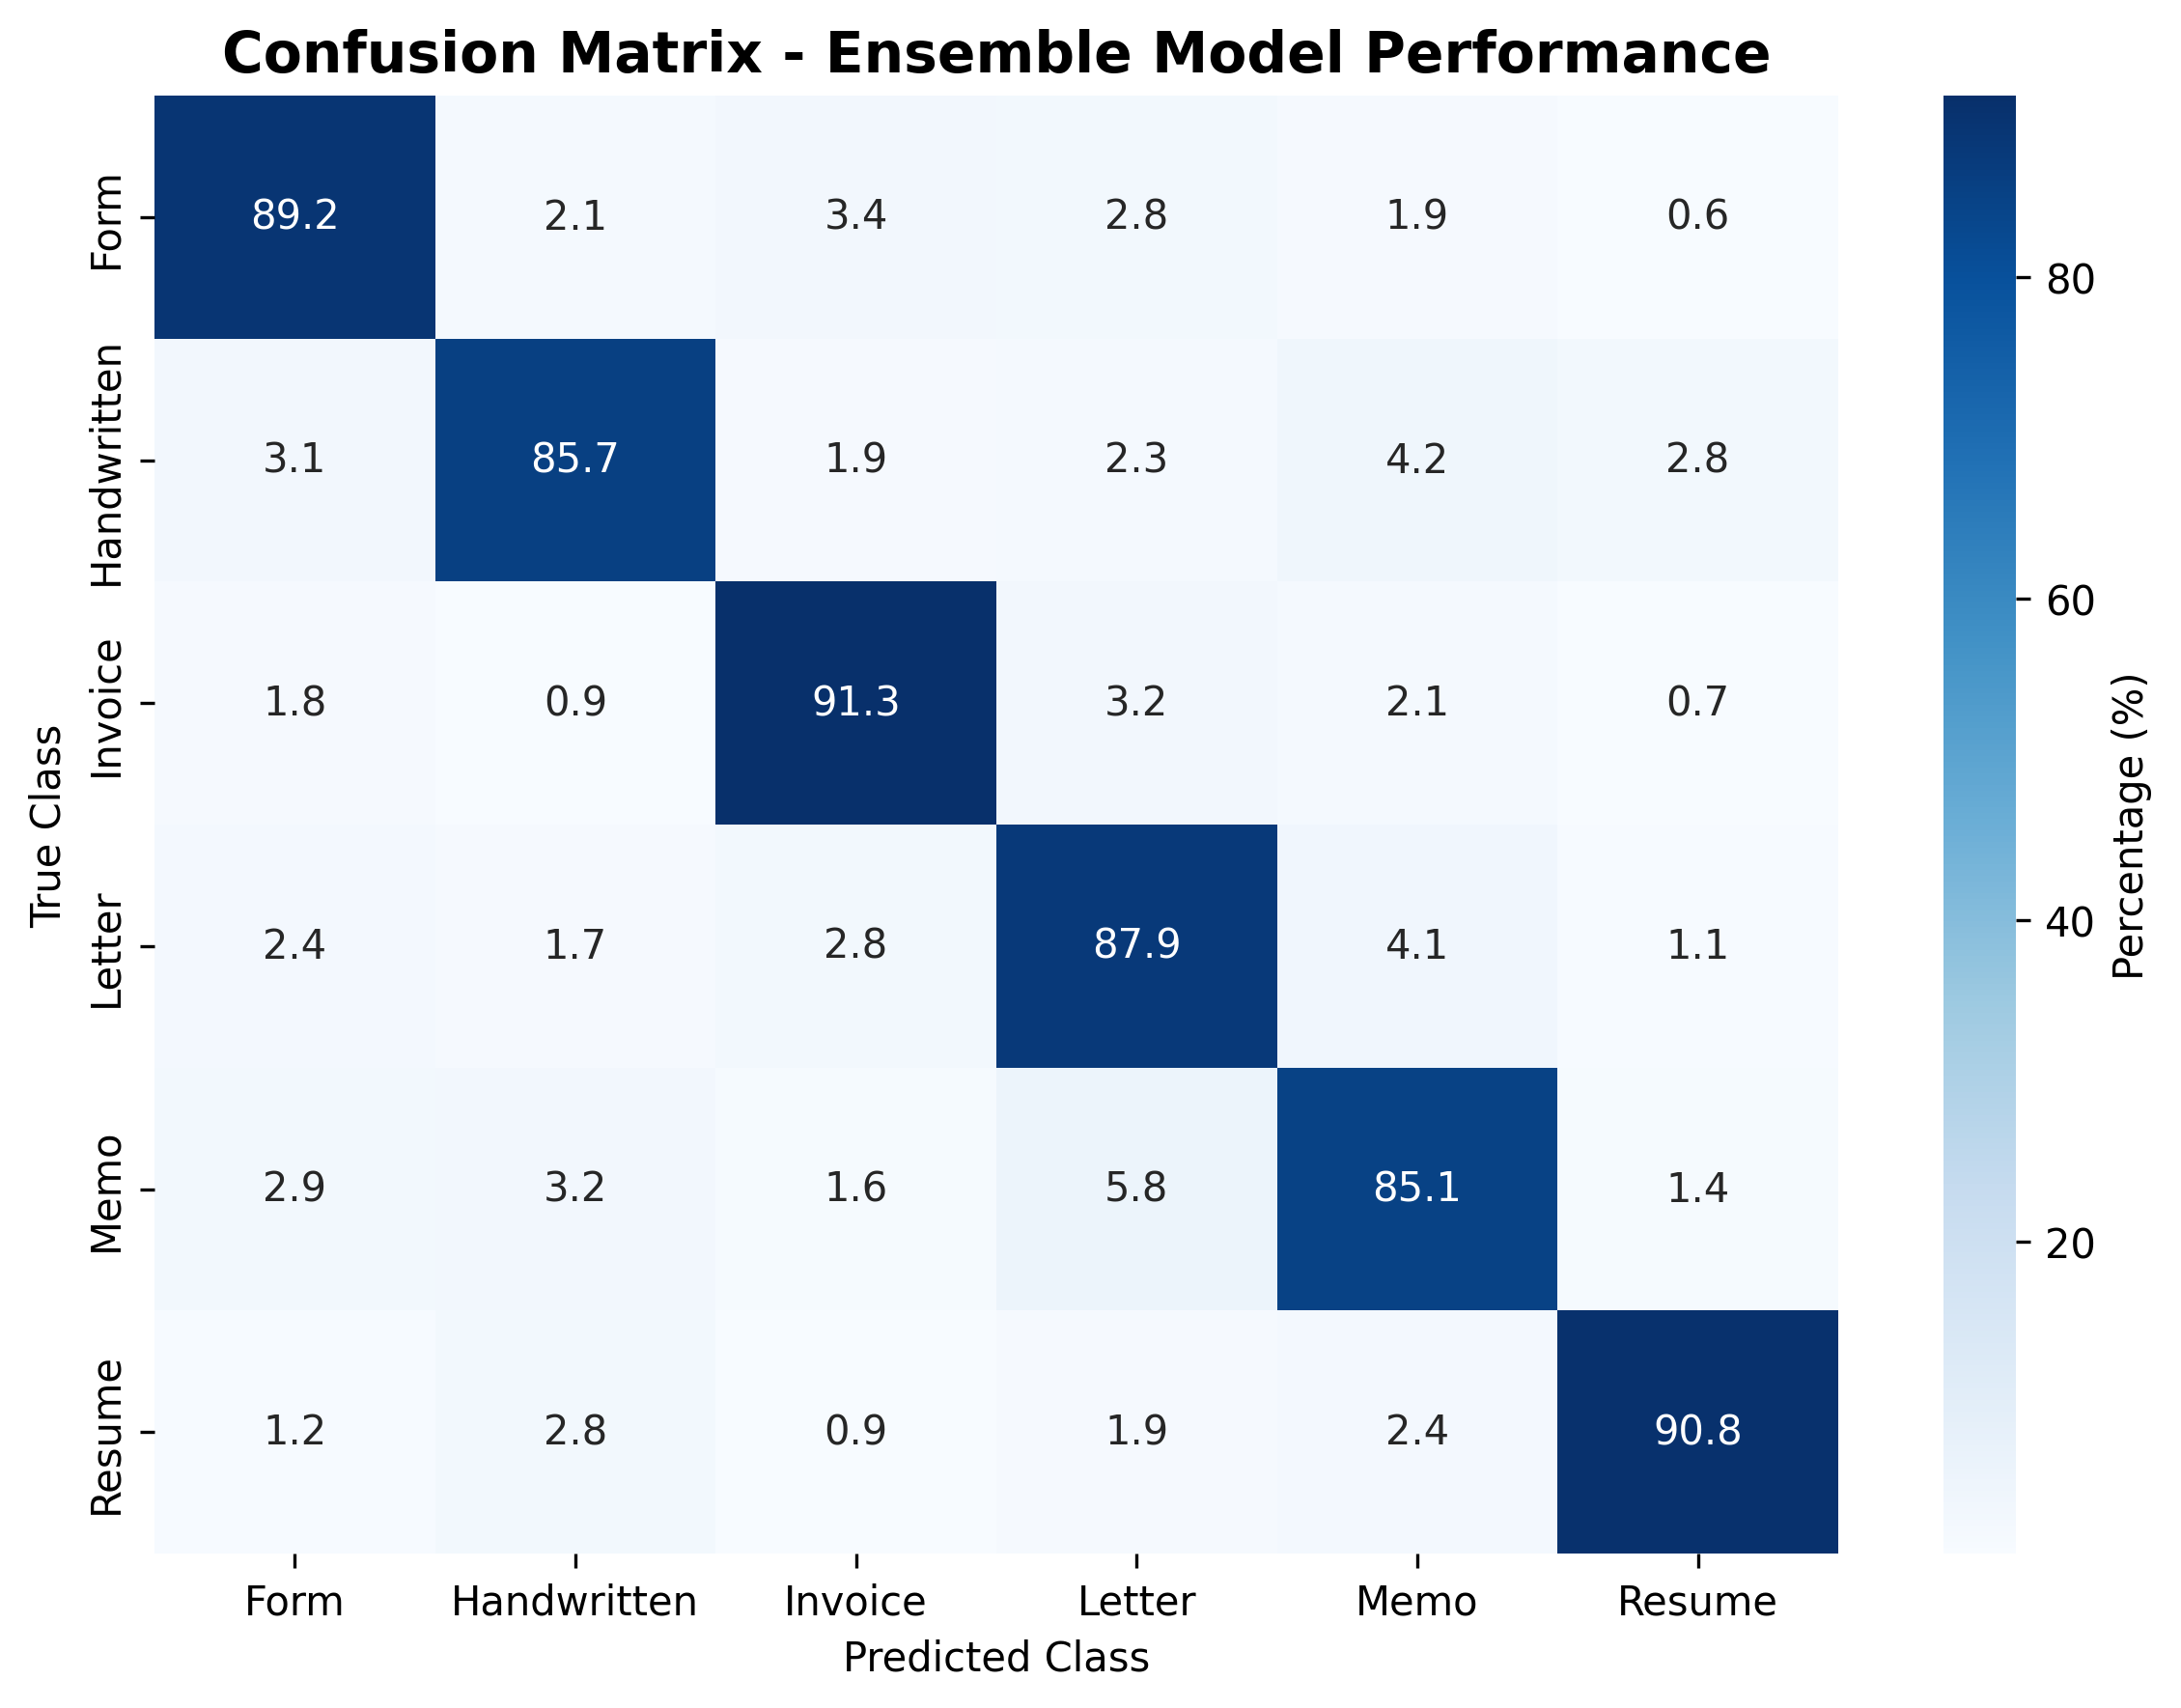 Confusion Matrix - Ensemble Model Performance
True Class
Form
89.2 2.1 3.4 2.8 1.9 0.6
Handwritten
3.1 85.7 1.9 2.3 4.2 2.8
Invoice
1.8 0.9 91.3 3.2 2.1 0.7
Letter
2.4 1.7 2.8 87.9 4.1 1.1
Memo
2.9 3.2 1.6 5.8 85.1 1.4
Resume
1.2 2.8 0.9 1.9 2.4 90.8
Form Handwritten Invoice Letter Memo Resume
Predicted Class
80
60
40
20
Percentage (%)